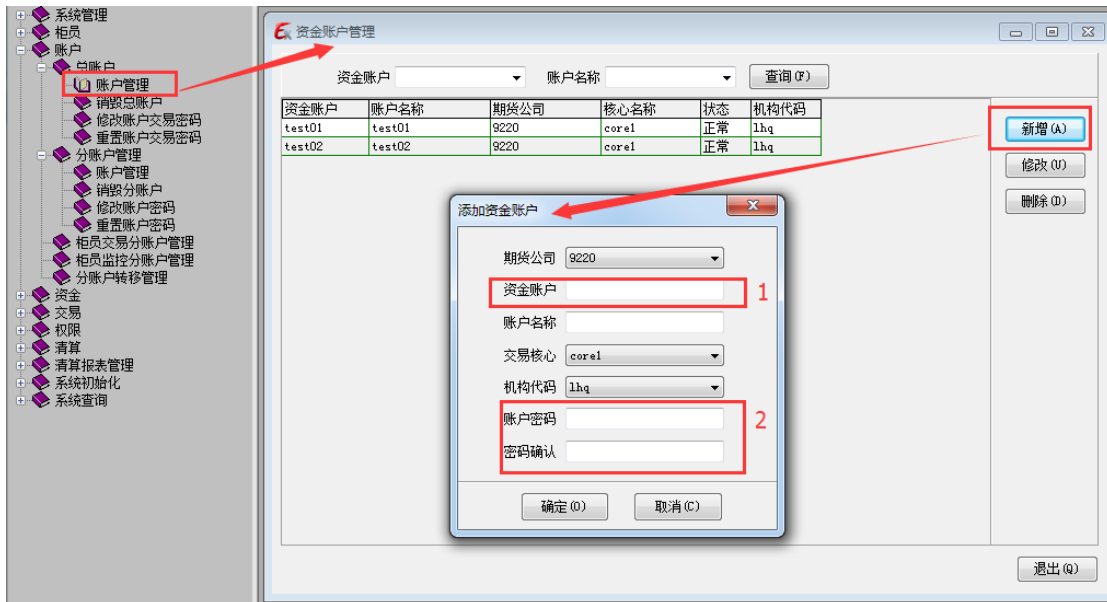 系统管理
柜员
账户
总账户
账户管理
销毁总账户
修改账户交易密码
重置账户交易密码
分账户管理
账户管理
销毁分账户
修改账户密码
重置账户密码
柜员交易分账户管理
柜员监控分账户管理
分账户转移管理
资金
交易
权限
清算
清算报表管理
系统初始化
系统查询
资金账户管理
资金账户 账户名称 查询(F)
资金账户 账户名称 期货公司 核心名称 状态 机构代码
test01 test01 9220 core1 正常 lhq
test02 test02 9220 core1 正常 lhq
新增(A)
修改(U)
删除(D)
添加资金账户
期货公司 9220
资金账户 1
账户名称
交易核心 core1
机构代码 lhq
账户密码 2
密码确认
确定(O) 取消(C)
退出(Q)